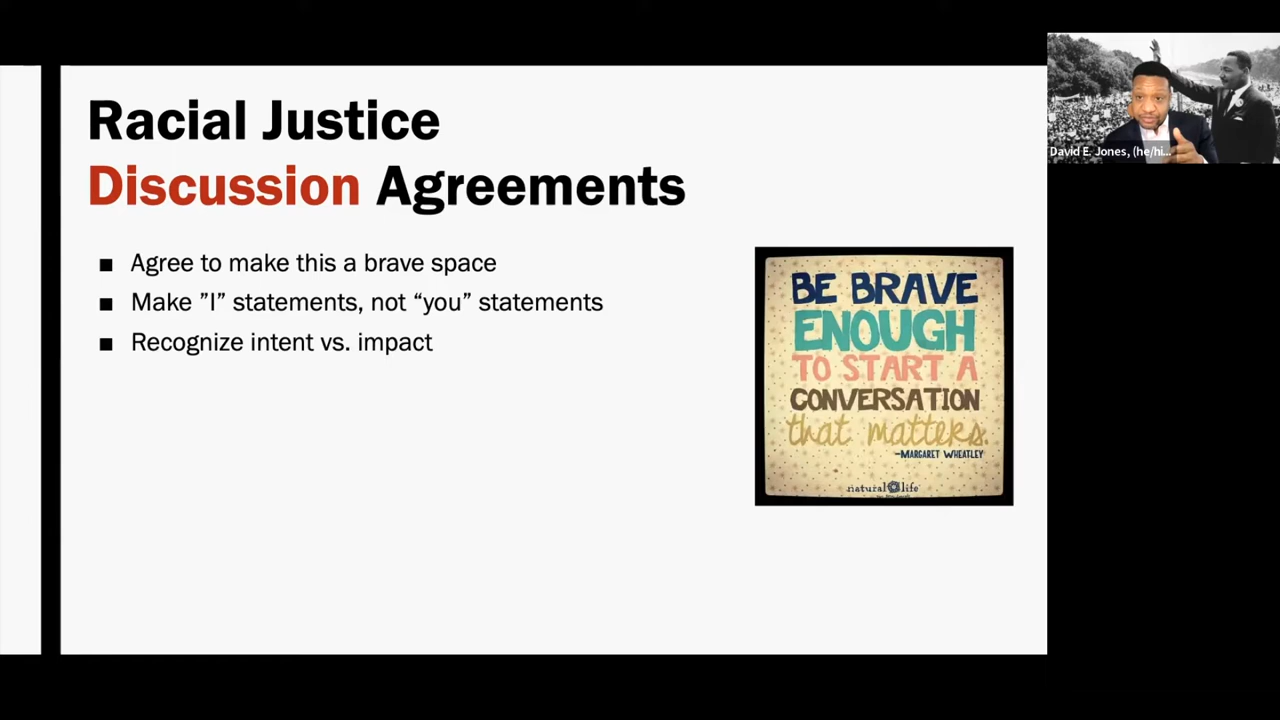 Racial Justice
Discussion Agreements
■ Agree to make this a brave space
■ Make ”I” statements, not “you” statements
■ Recognize intent vs. impact
BE BRAVE
ENOUGH
TO START A
CONVERSATION
that matters.
-MARGARET WHEATLEY
natural life
David E. Jones, (he/hi...